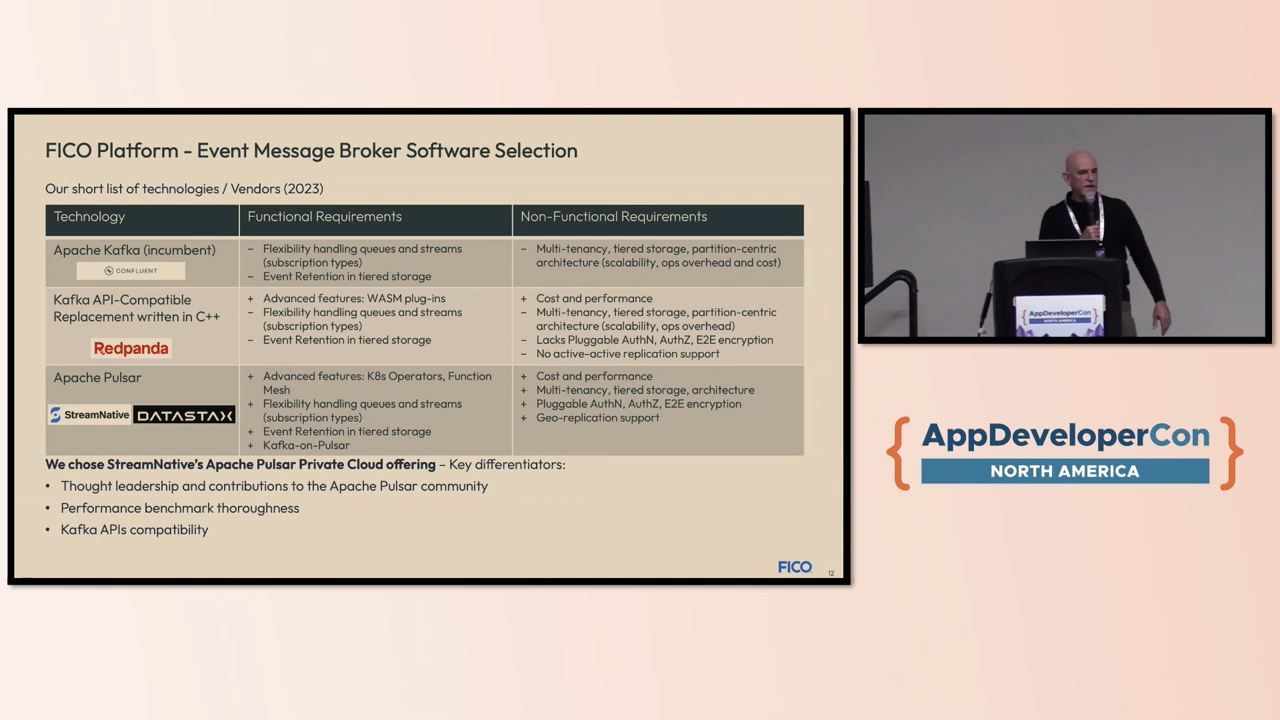 FICO Platform - Event Message Broker Software Selection
Our short list of technologies / Vendors (2023)
Technology
Functional Requirements
Non-Functional Requirements
Apache Kafka (incumbent)
CONFLUENT
– Flexibility handling queues and streams
(subscription types)
– Event Retention in tiered storage
– Multi-tenancy, tiered storage, partition-centric
architecture (scalability, ops overhead and cost)
Kafka API-Compatible
Replacement written in C++
Redpanda
+ Advanced features: WASM plug-ins
– Flexibility handling queues and streams
(subscription types)
– Event Retention in tiered storage
+ Cost and performance
– Multi-tenancy, tiered storage, partition-centric
architecture (scalability, ops overhead)
– Lacks Pluggable AuthN, AuthZ, E2E encryption
– No active-active replication support
Apache Pulsar
StreamNative DATASTAX
+ Advanced features: K8s Operators, Function
Mesh
+ Flexibility handling queues and streams
(subscription types)
+ Event Retention in tiered storage
+ Kafka-on-Pulsar
+ Cost and performance
+ Multi-tenancy, tiered storage, architecture
+ Pluggable AuthN, AuthZ, E2E encryption
+ Geo-replication support
We chose StreamNative's Apache Pulsar Private Cloud offering – Key differentiators:
• Thought leadership and contributions to the Apache Pulsar community
• Performance benchmark thoroughness
• Kafka APIs compatibility
FICO
12
AppDeveloperCon
NORTH AMERICA
{ AppDeveloperCon }
NORTH AMERICA